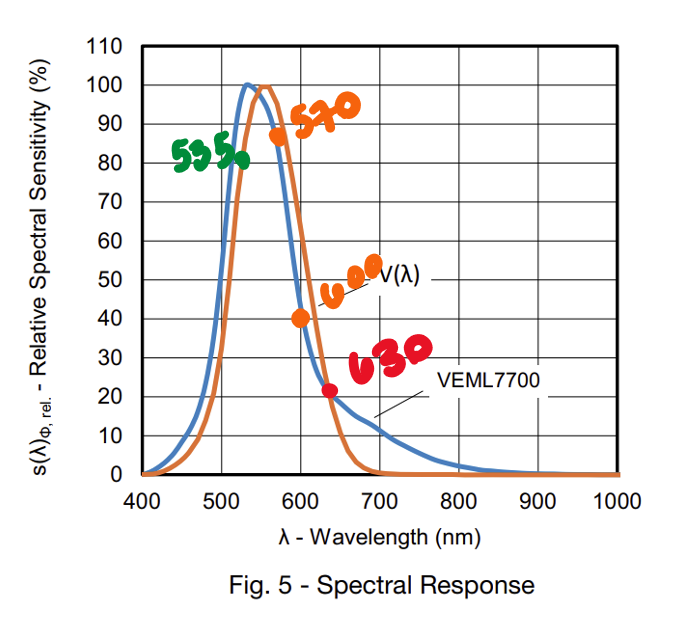 110
100
90
80
70
60
50
40
30
20
10
0
s(λ)Φ, rel. - Relative Spectral Sensitivity (%)
555
570
600
V(λ)
630
VEML7700
400 500 600 700 800 900 1000
λ - Wavelength (nm)
Fig. 5 - Spectral Response